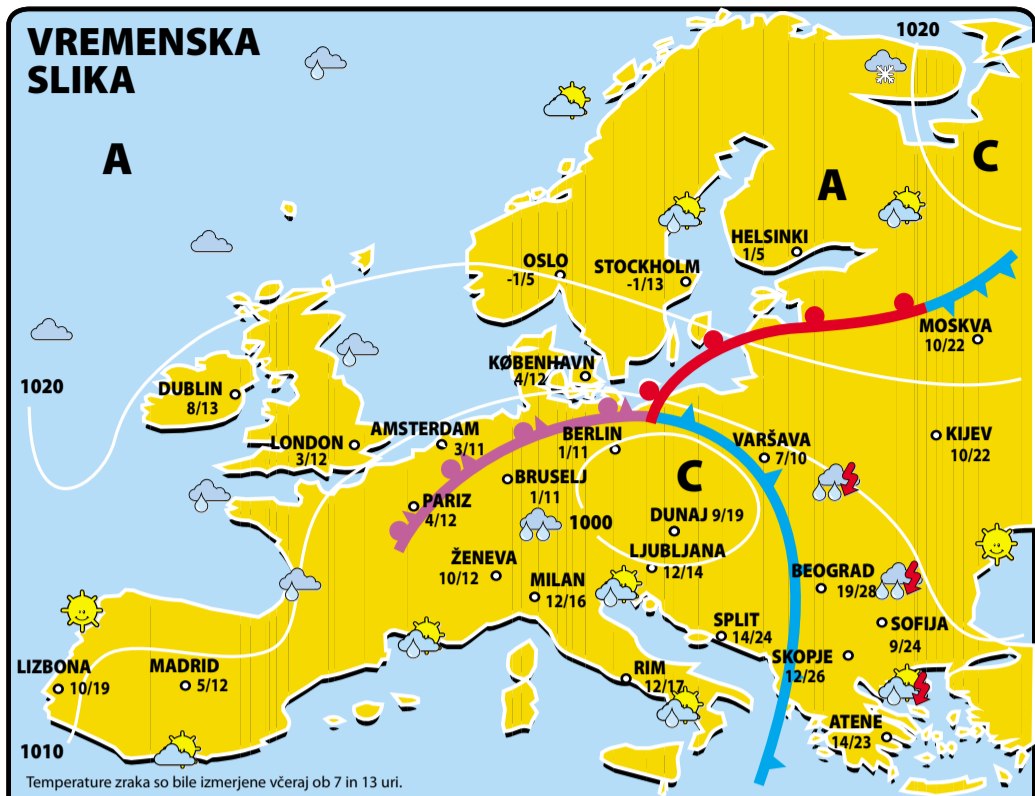 VREMENSKA
SLIKA
1020
A
C
A
HELSINKI
1/5
OSLO
-1/5
STOCKHOLM
-1/13
MOSKVA
10/22
KØBENHAVN
4/12
1020
DUBLIN
8/13
AMSTERDAM
3/11
LONDON
3/12
BERLIN
1/11
VARŠAVA
7/10
KIJEV
10/22
BRUSELJ
1/11
C
PARIZ
4/12
1000
DUNAJ 9/19
LJUBLJANA
12/14
ŽENEVA
10/12
MILAN
12/16
BEOGRAD
19/28
SPLIT
14/24
SOFIJA
9/24
SKOPJE
12/26
LIZBONA
10/19
MADRID
5/12
RIM
12/17
ATENE
14/23
1010
Temperature zraka so bile izmerjene včeraj ob 7 in 13 uri.